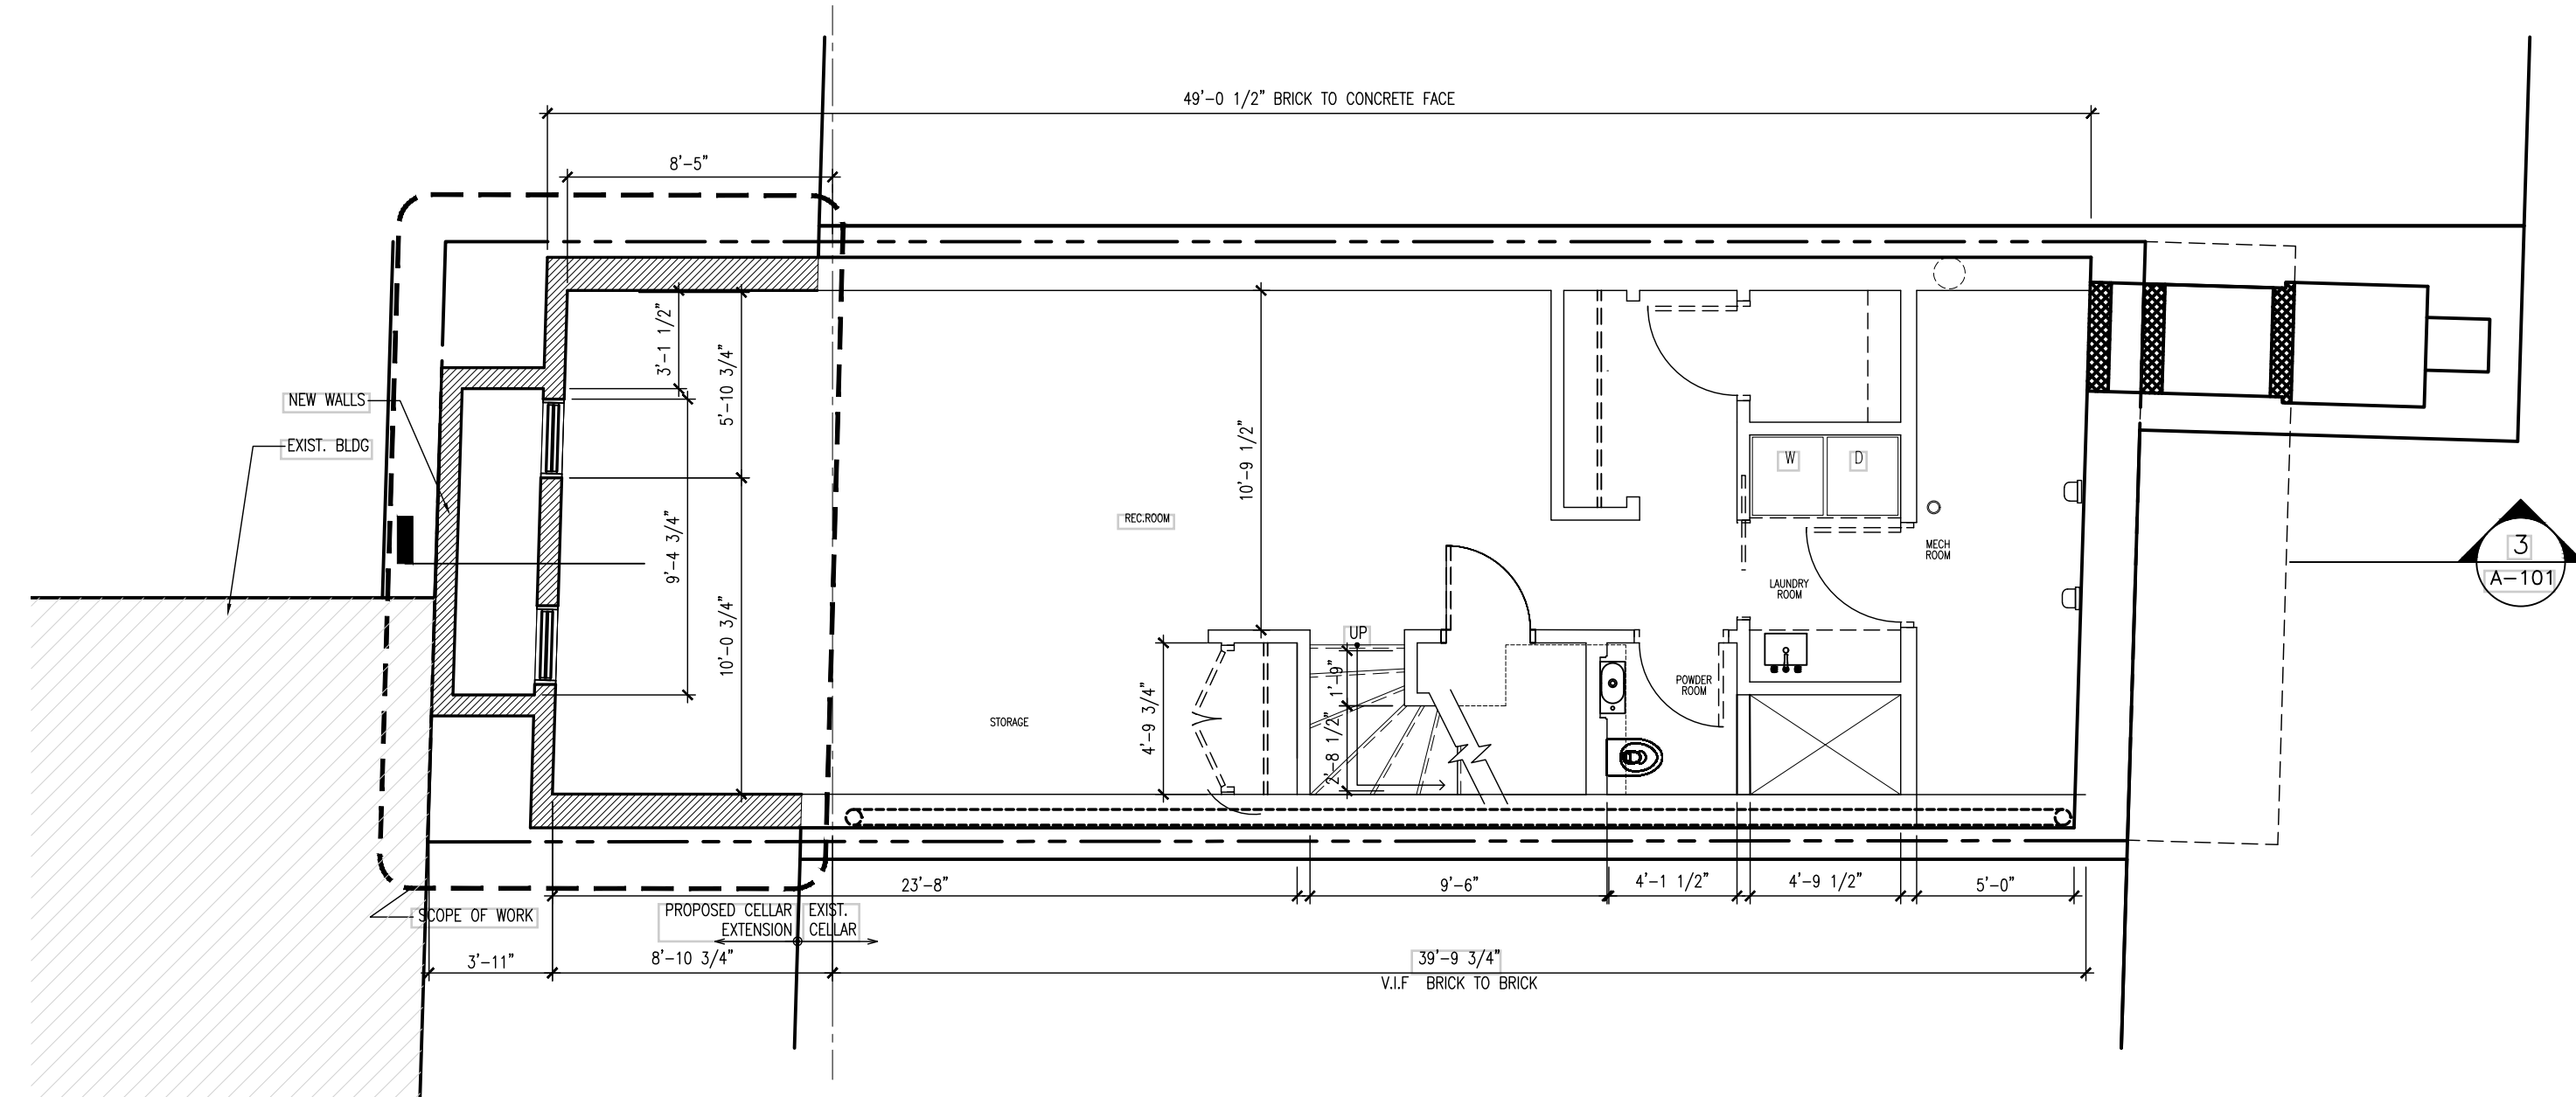 49'-0 1/2" BRICK TO CONCRETE FACE
8'-5"
3'-1 1/2"
5'-10 3/4"
NEW WALLS
EXIST. BLDG
10'-9 1/2"
W
D
REC.ROOM
9'-4 3/4"
MECH
ROOM
3
A-101
LAUNDRY
ROOM
10'-0 3/4"
UP
1'-9"
POWDER
ROOM
STORAGE
4'-9 3/4"
2'-8 1/2"
23'-8"
9'-6"
4'-1 1/2"
4'-9 1/2"
5'-0"
SCOPE OF WORK
PROPOSED CELLAR
EXTENSION
EXIST.
CELLAR
3'-11"
8'-10 3/4"
39'-9 3/4"
V.I.F BRICK TO BRICK